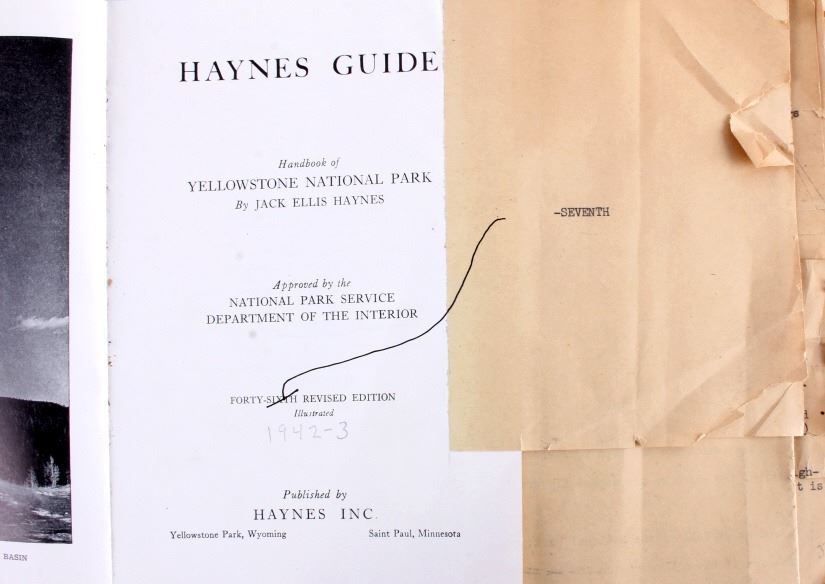 HAYNES GUIDE
Handbook of
YELLOWSTONE NATIONAL PARK
By JACK ELLIS HAYNES
Approved by the
NATIONAL PARK SERVICE
DEPARTMENT OF THE INTERIOR
FORTY-SIXTH REVISED EDITION
Illustrated
1942-3
Published by
HAYNES INC.
Yellowstone Park, Wyoming
Saint Paul, Minnesota
BASIN
-SEVENTH
gh-
t is